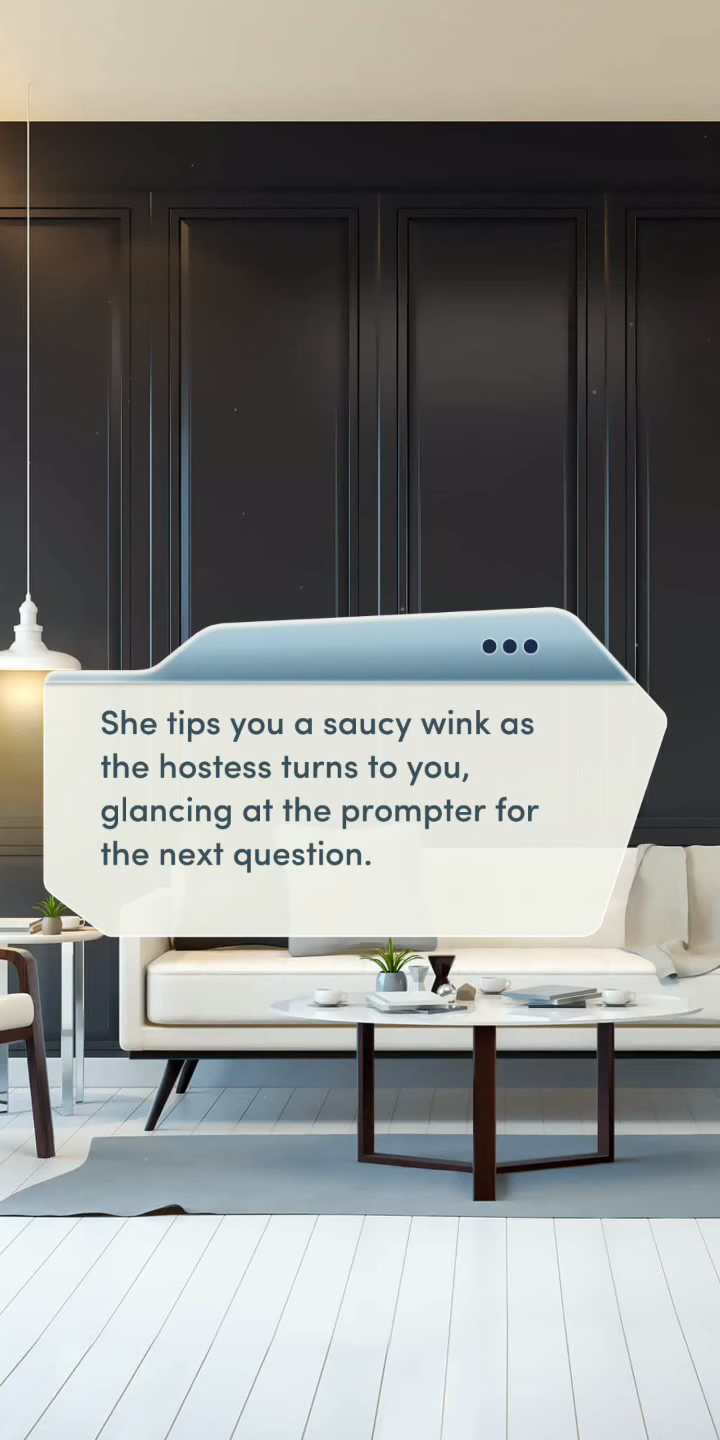 She tips you a saucy wink as
the hostess turns to you,
glancing at the prompter for
the next question.